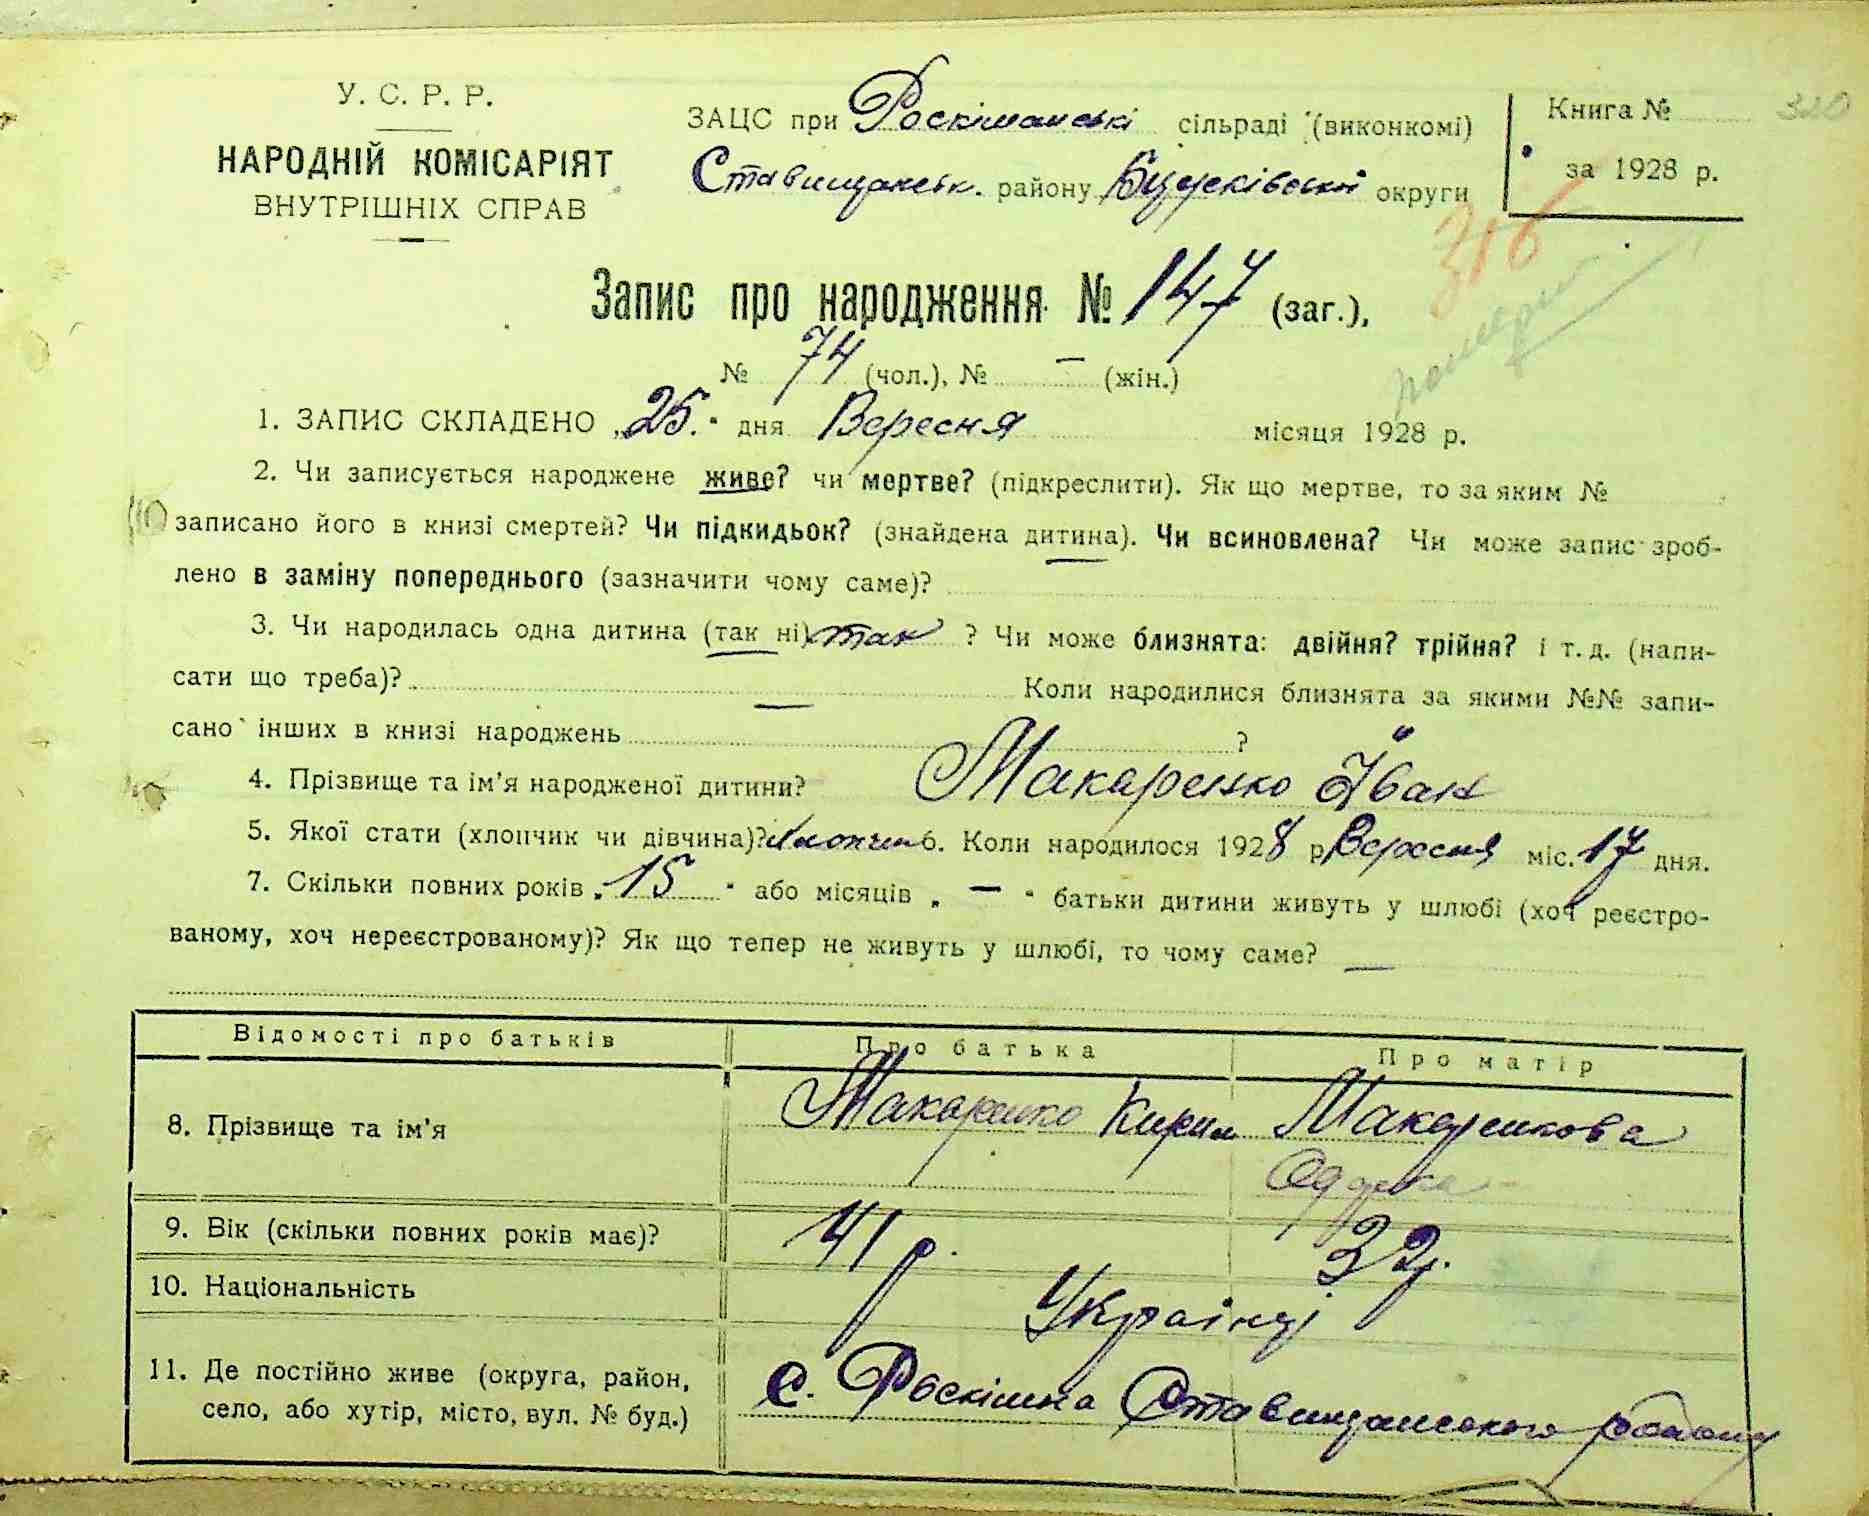 У. С. Р. Р.
НАРОДНІЙ КОМІСАРІЯТ
ВНУТРІШНІХ СПРАВ
ЗАЦС при Роскішанські сільраді (виконкомі)
Ставищанськ. району Бцерківської округи
Книга № 320
за 1928 р.
316
помер
Запис про народження № 147 (заг.),
№ 74 (чол.), № — (жін.)
1. ЗАПИС СКЛАДЕНО „25.“ дня Вересня місяця 1928 р.
2. Чи записується народжене живе? чи мертве? (підкреслити). Як що мертве, то за яким №
записано його в книзі смертей? Чи підкидьок? (знайдена дитина). Чи всиновлена? Чи може запис зроб-
лено в заміну попереднього (зазначити чому саме)? —
3. Чи народилась одна дитина (так ні) так ? Чи може близнята: двійня? трійня? і т. д. (напи-
сати що треба)? — Коли народилися близнята за якими №№ запи-
сано інших в книзі народжень ?
4. Прізвище та ім'я народженої дитини? Макаренко Іван
5. Якої стати (хлопчик чи дівчина)? Хлопчик 6. Коли народилося 1928 р. Вересня міс. 17 дня.
7. Скільки повних років „15“ або місяців „—“ батьки дитини живуть у шлюбі (хоч реєстро-
ваному, хоч нереєстрованому)? Як що тепер не живуть у шлюбі, то чому саме? —
Відомості про батьків Про батька Про матір
8. Прізвище та ім'я Макаренко Кирил Макаренкова
Одарка
9. Вік (скільки повних років має)? 41 р. 32 р.
10. Національність Українці
11. Де постійно живе (округа, район,
село, або хутір, місто, вул. № буд.) с. Роскішна Ставищанського району